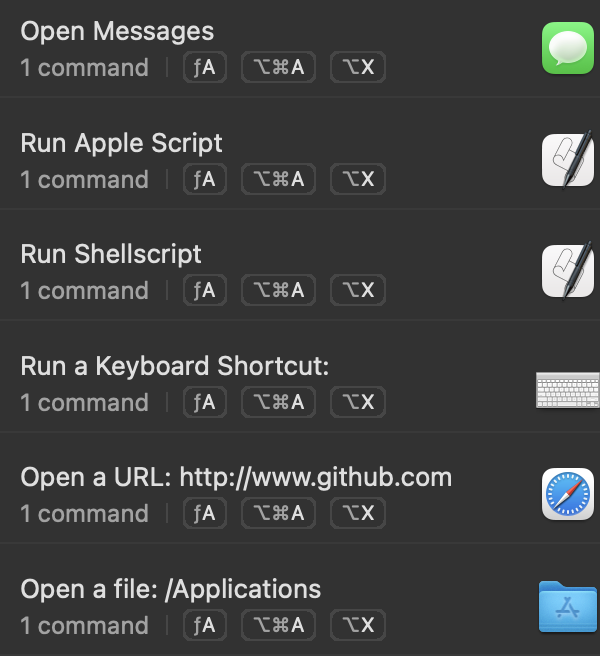 Open Messages
1 command ƒA ⌥⌘A ⌥X
Run Apple Script
1 command ƒA ⌥⌘A ⌥X
Run Shellscript
1 command ƒA ⌥⌘A ⌥X
Run a Keyboard Shortcut:
1 command ƒA ⌥⌘A ⌥X
Open a URL: http://www.github.com
1 command ƒA ⌥⌘A ⌥X
Open a file: /Applications
1 command ƒA ⌥⌘A ⌥X